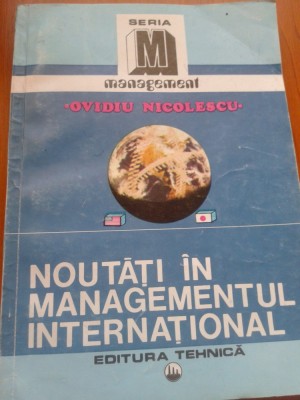 SERIA
M
management
•OVIDIU NICOLESCU•
NOUTĂȚI ÎN
MANAGEMENTUL
INTERNAȚIONAL
EDITURA TEHNICĂ